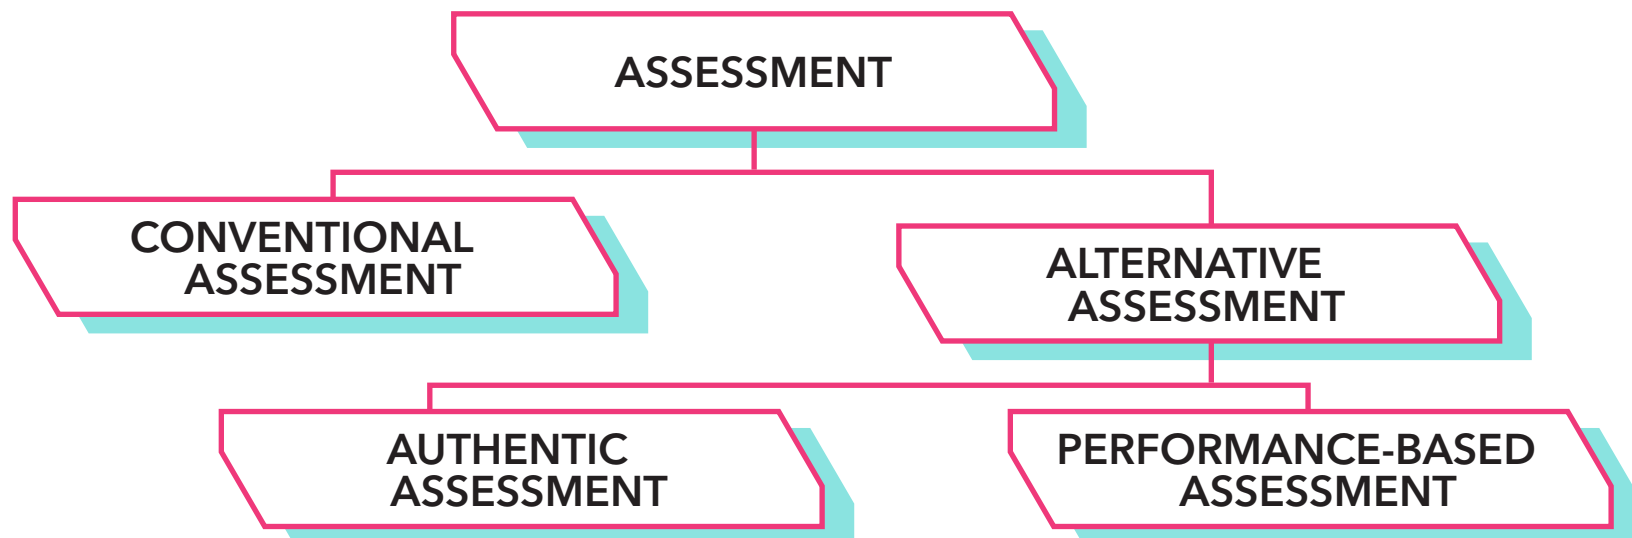 ASSESSMENT
CONVENTIONAL
ASSESSMENT
ALTERNATIVE
ASSESSMENT
AUTHENTIC
ASSESSMENT
PERFORMANCE-BASED
ASSESSMENT